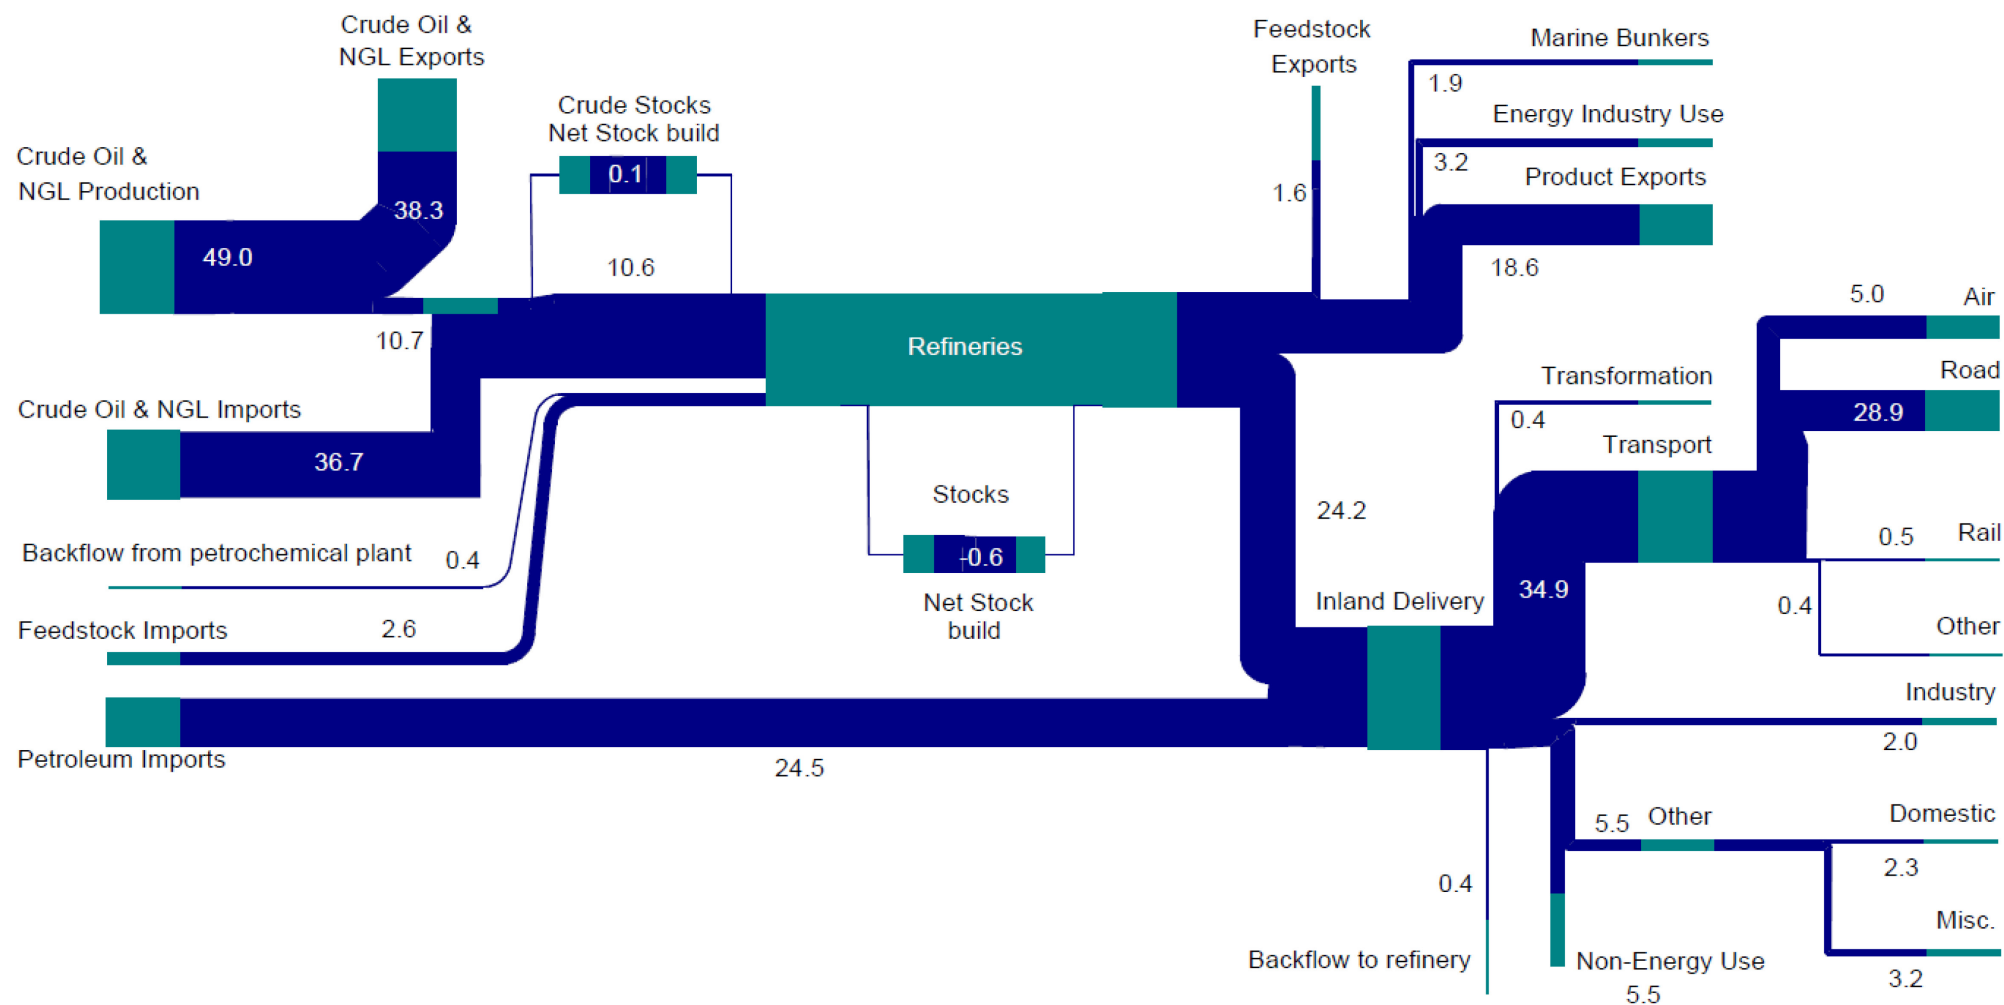 Crude Oil &
NGL Exports
Feedstock
Exports
Marine Bunkers
1.9
Crude Stocks
Net Stock build
0.1
Energy Industry Use
3.2
Crude Oil &
NGL Production
Product Exports
1.6
38.3
49.0
10.6
18.6
5.0
Air
10.7
Refineries
Transformation
0.4
Road
28.9
Crude Oil & NGL Imports
36.7
Transport
Stocks
24.2
-0.6
Net Stock
build
Backflow from petrochemical plant
0.4
0.5
Rail
34.9
Inland Delivery
0.4
Other
Feedstock Imports
2.6
Industry
2.0
Petroleum Imports
24.5
5.5
Other
Domestic
2.3
0.4
Misc.
3.2
Backflow to refinery
Non-Energy Use
5.5